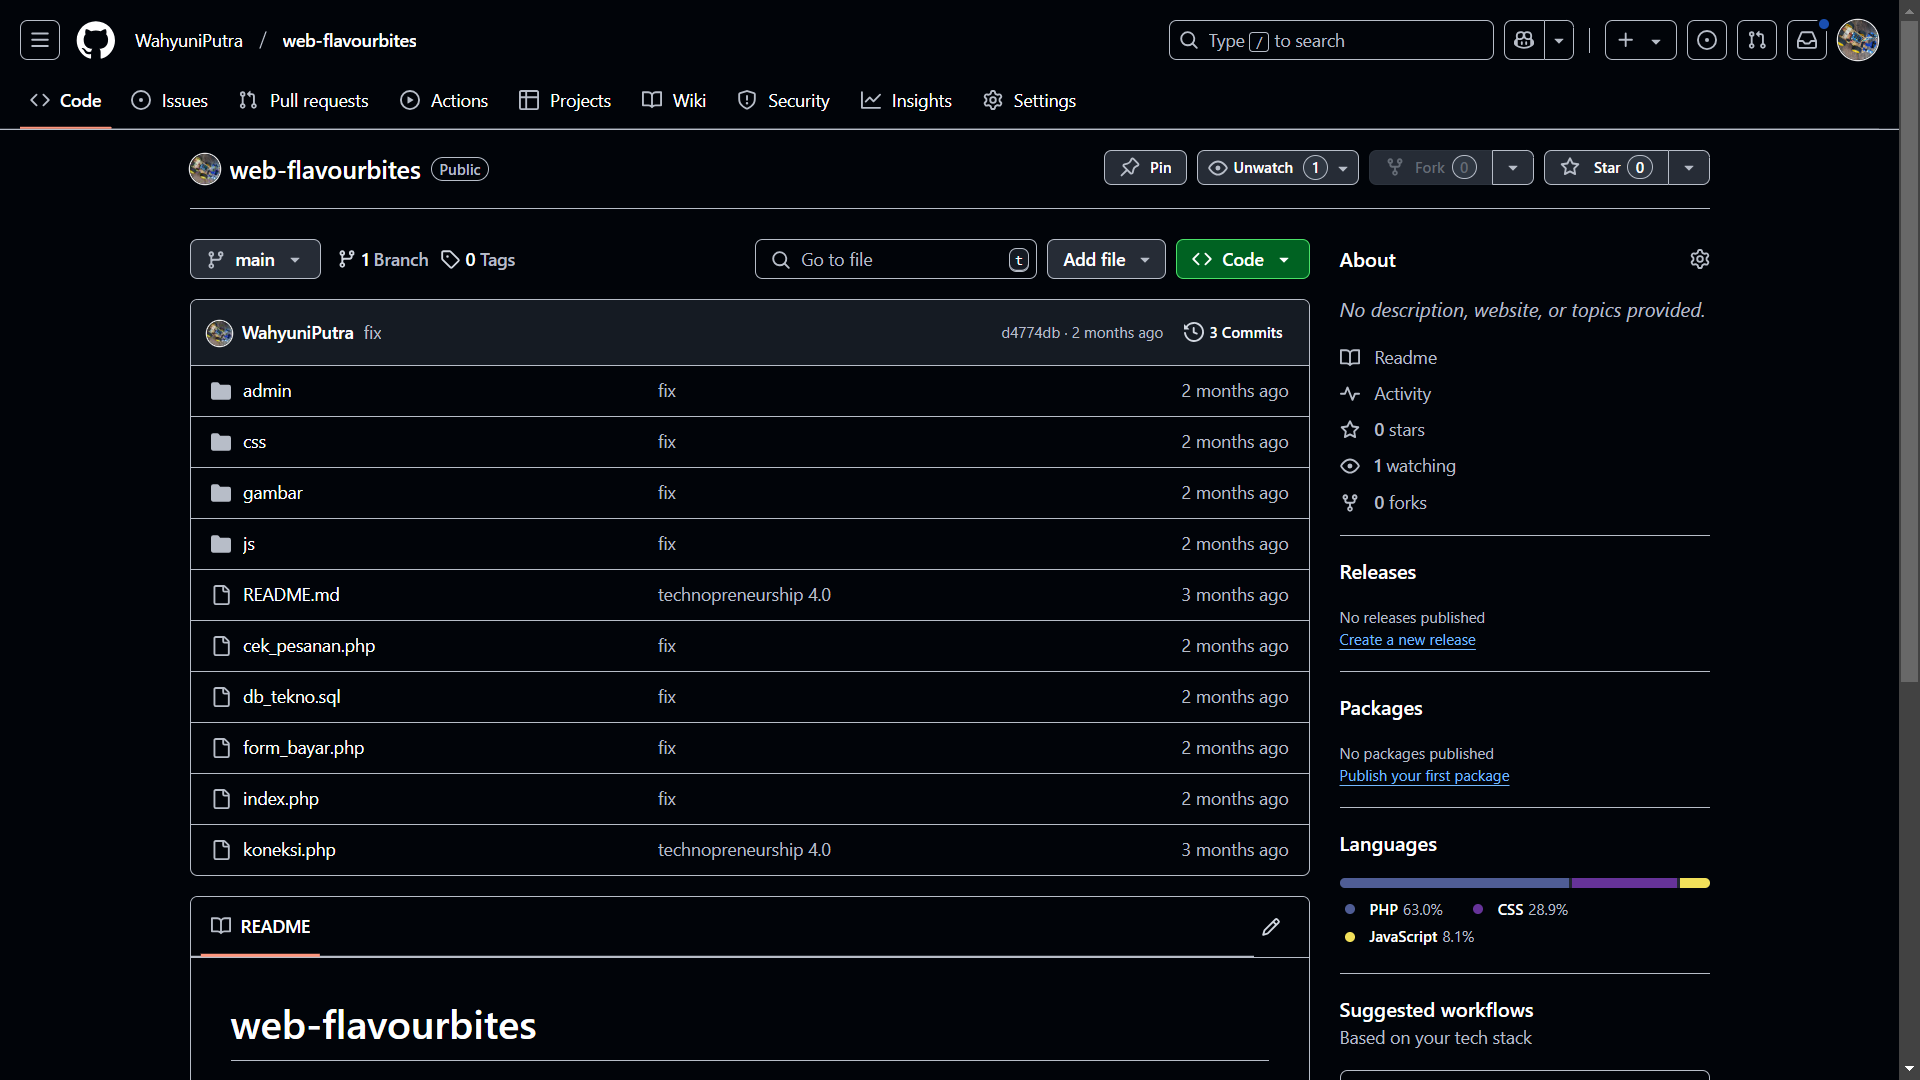 WahyuniPutra / web-flavourbites
Type / to search
Code Issues Pull requests Actions Projects Wiki Security Insights Settings
web-flavourbites Public
Pin Unwatch 1 Fork 0 Star 0
main 1 Branch 0 Tags
Go to file t Add file Code
WahyuniPutra fix d4774db · 2 months ago 3 Commits
admin fix 2 months ago
css fix 2 months ago
gambar fix 2 months ago
js fix 2 months ago
README.md technopreneurship 4.0 3 months ago
cek_pesanan.php fix 2 months ago
db_tekno.sql fix 2 months ago
form_bayar.php fix 2 months ago
index.php fix 2 months ago
koneksi.php technopreneurship 4.0 3 months ago
README
web-flavourbites
About
No description, website, or topics provided.
Readme
Activity
0 stars
1 watching
0 forks
Releases
No releases published
Create a new release
Packages
No packages published
Publish your first package
Languages
PHP 63.0% CSS 28.9%
JavaScript 8.1%
Suggested workflows
Based on your tech stack